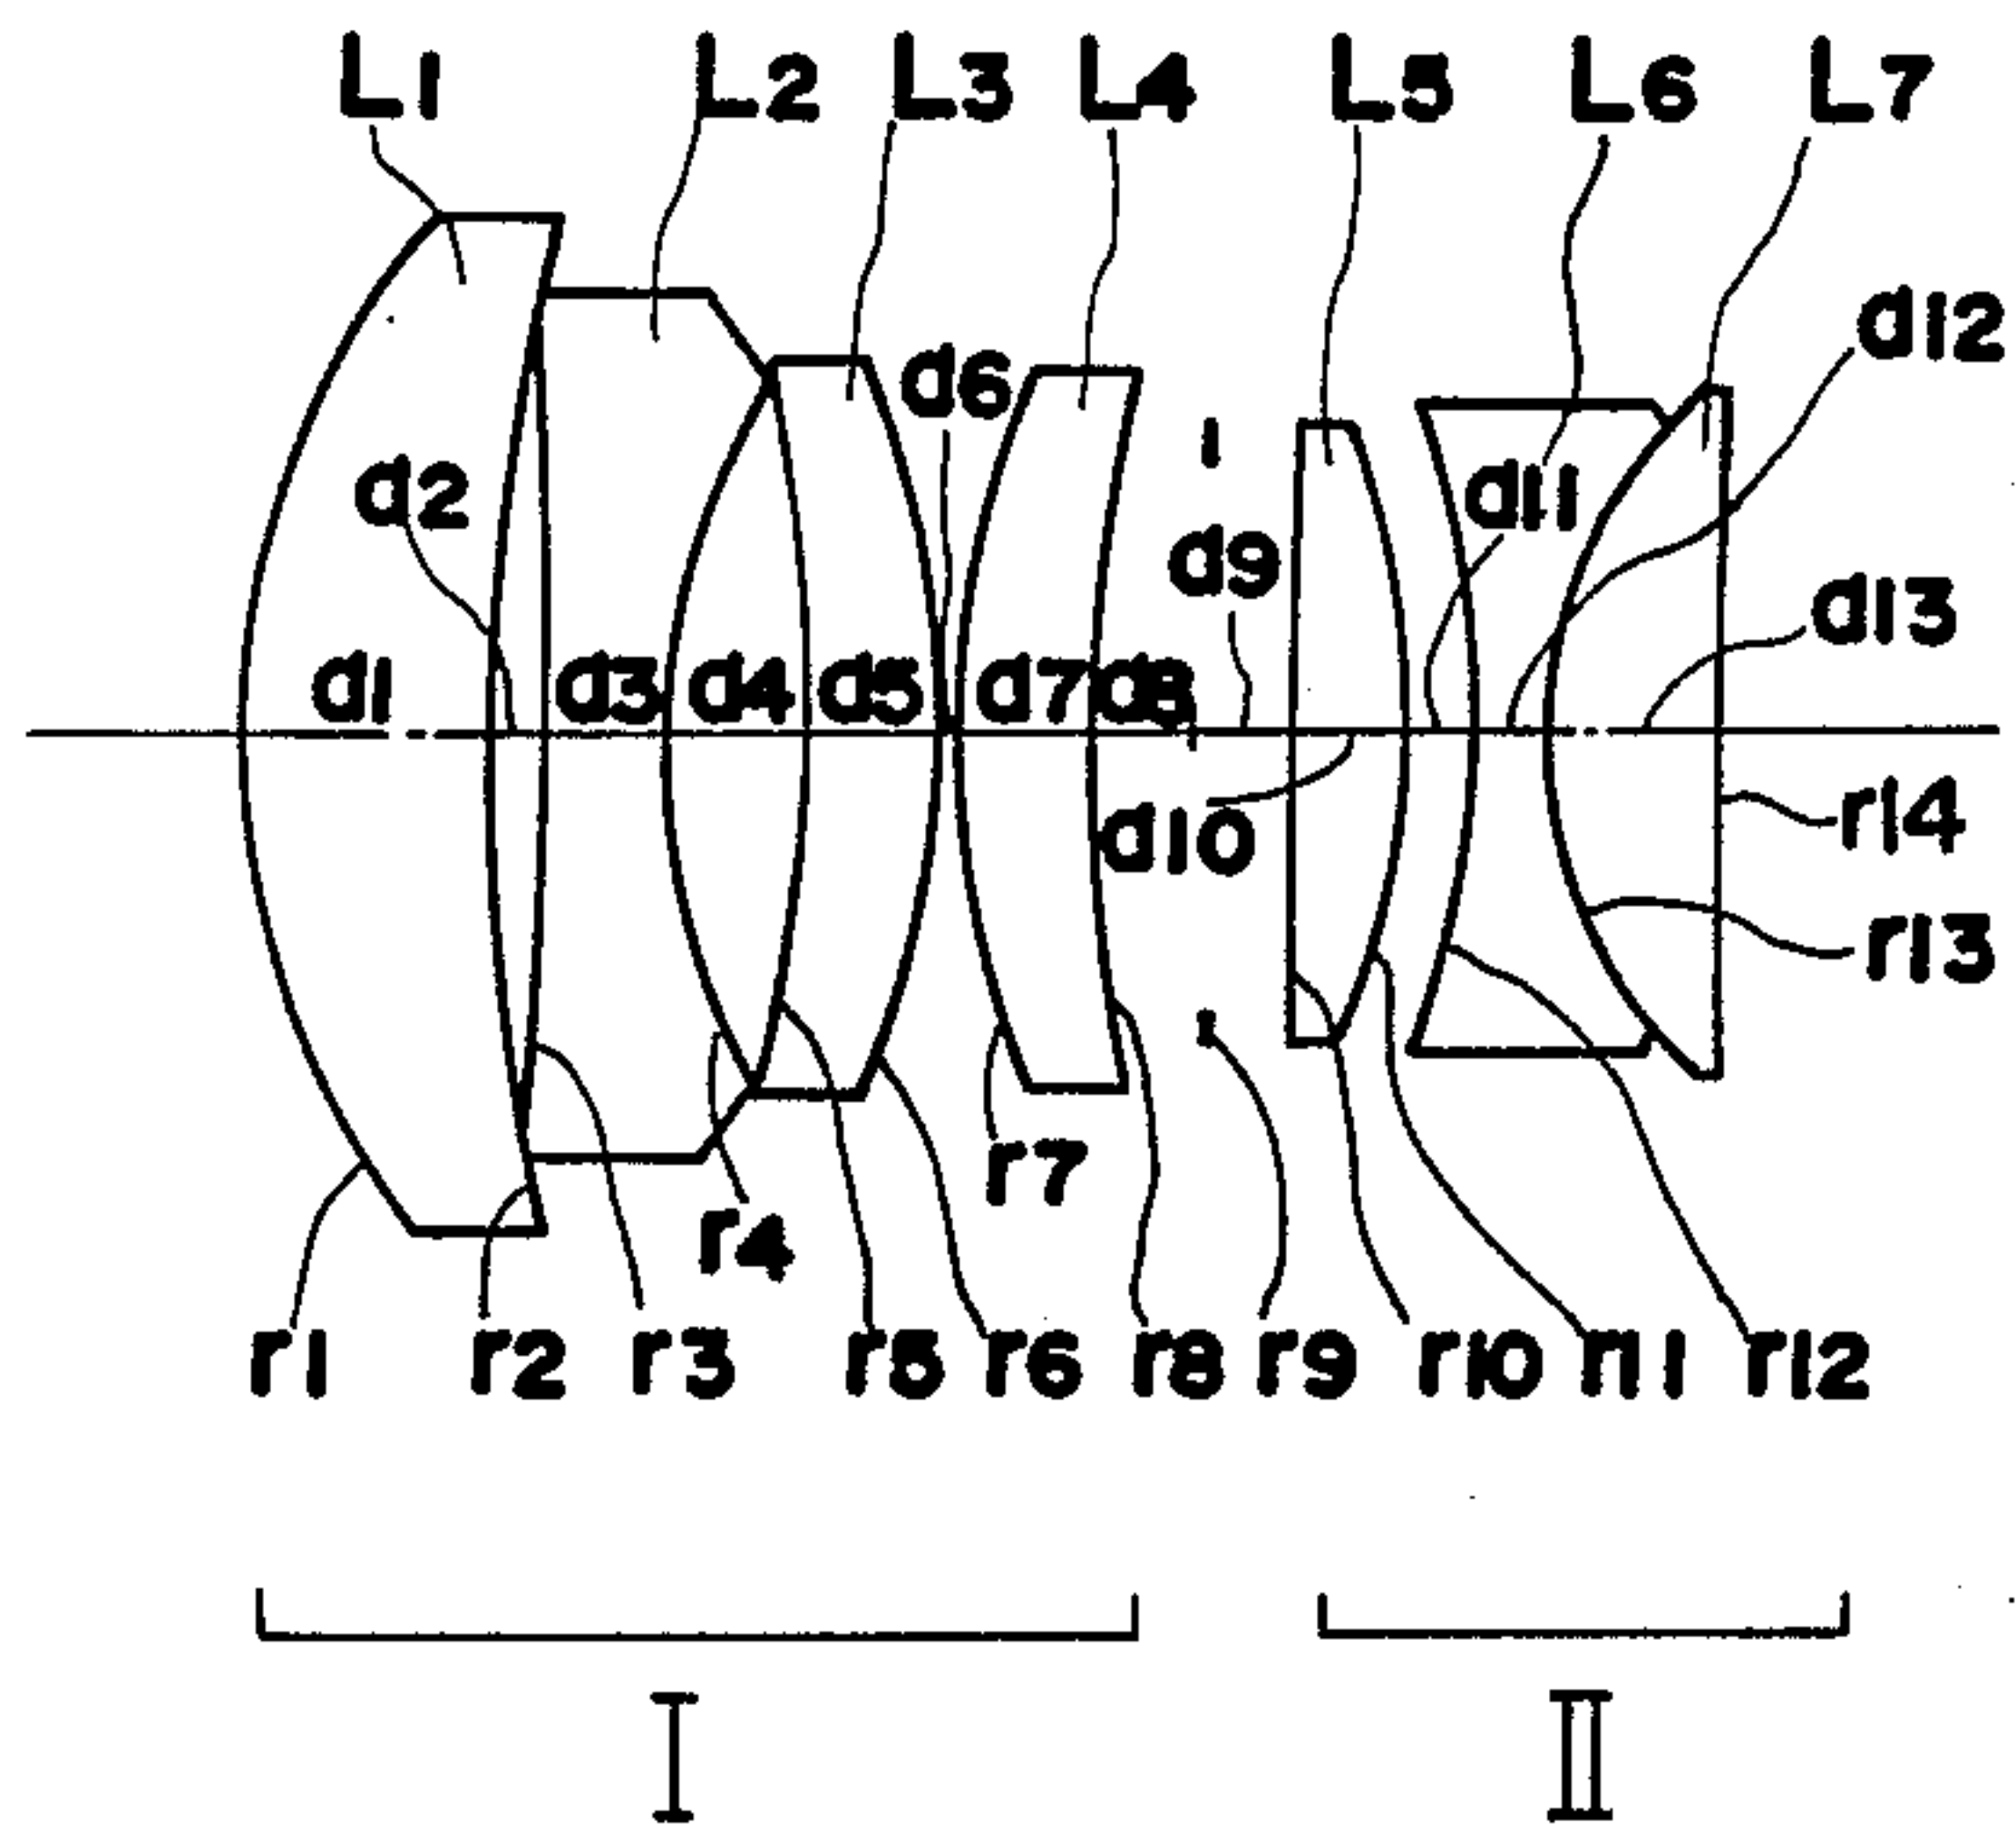 L1 L2 L3 L4 L5 L6 L7
d12
d6
d2 d11
d9
d13
d1 d3 d4 d5 d7 d8
r14
d10
r13
r7
r4
r1 r2 r3 r5 r6 r8 r9 r10 r11 r12
I II